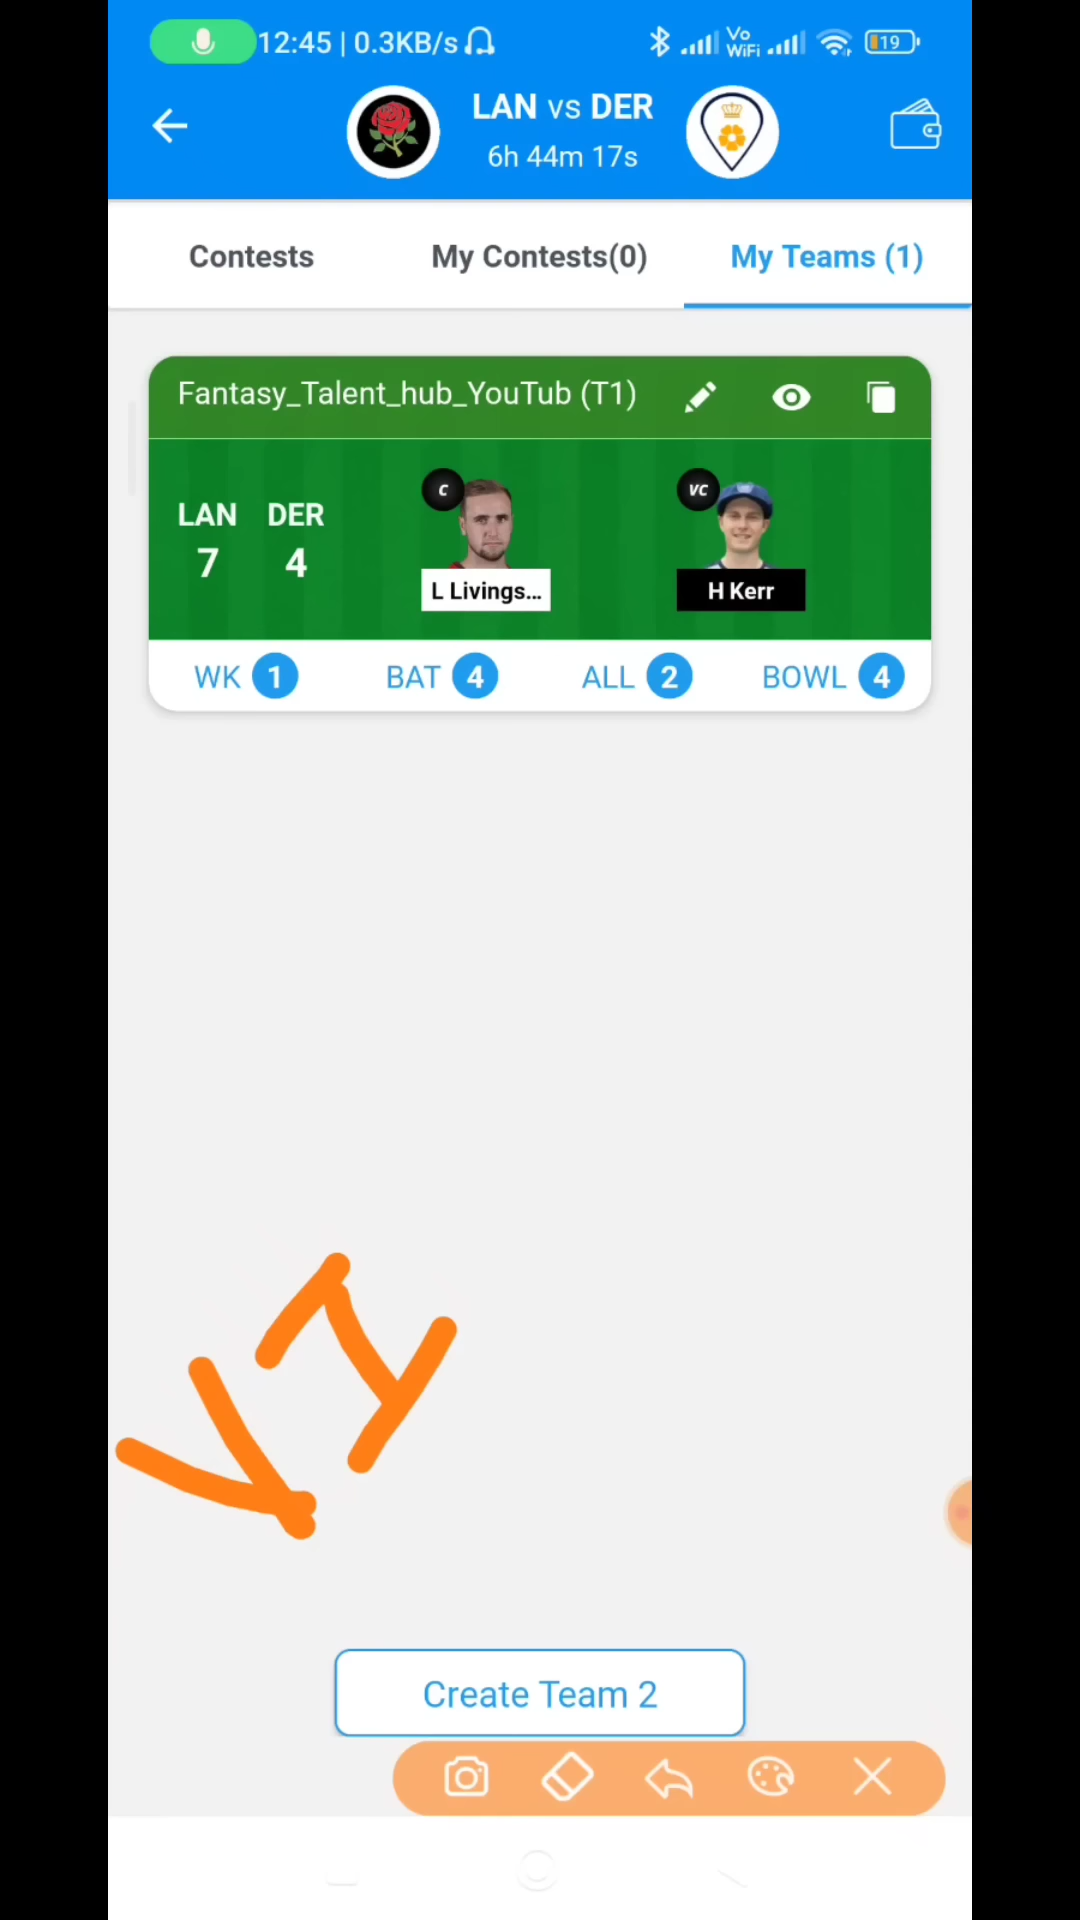 12:45 | 0.3KB/s Vo WiFi 19
LAN vs DER
6h 44m 17s
Contests My Contests(0) My Teams (1)
Fantasy_Talent_hub_YouTub (T1)
C VC
LAN DER
7 4
L Livings... H Kerr
WK 1 BAT 4 ALL 2 BOWL 4
Create Team 2